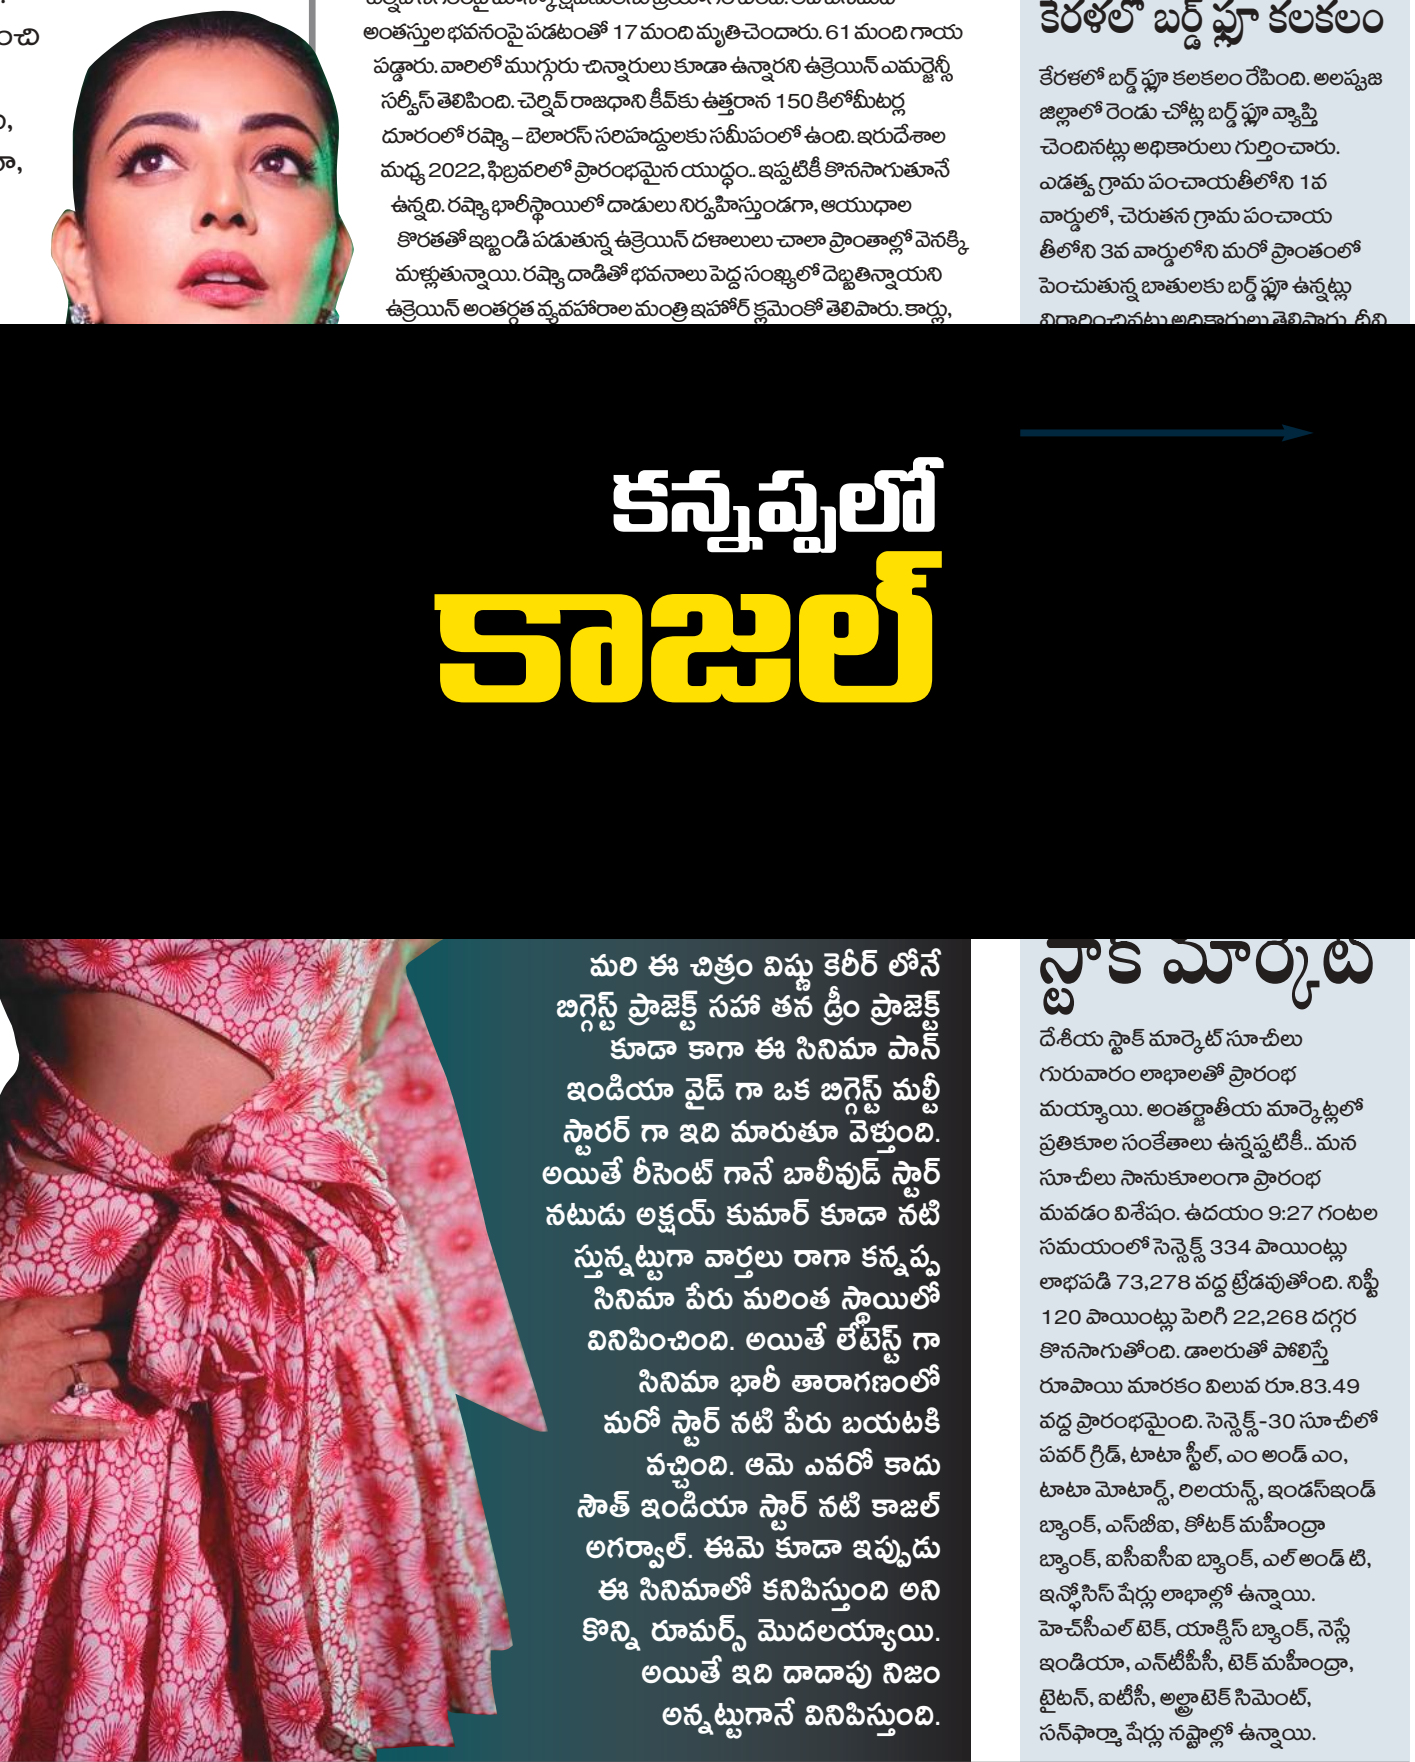 అంతస్తుల భవనంపై పడటంతో 17 మంది మృతిచెందారు. 61 మంది గాయ
పడ్డారు. వారిలో ముగ్గురు చిన్నారులు కూడా ఉన్నారని ఉక్రెయిన్ ఎమర్జెన్సీ
సర్వీస్ తెలిపింది. చెర్నివ్ రాజధాని కీవ్‌కు ఉత్తరాన 150 కిలోమీటర్ల
దూరంలో రష్యా – బెలారస్ సరిహద్దులకు సమీపంలో ఉంది. ఇరుదేశాల
మధ్య 2022, ఫిబ్రవరిలో ప్రారంభమైన యుద్ధం.. ఇప్పటికీ కొనసాగుతూనే
ఉన్నది. రష్యా భారీస్థాయిలో దాడులు నిర్వహిస్తుండగా, ఆయుధాల
కొరతతో ఇబ్బండి పడుతున్న ఉక్రెయిన్ దళాలులు చాలా ప్రాంతాల్లో వెనక్కి
మళ్లుతున్నాయి. రష్యా దాడితో భవనాలు పెద్ద సంఖ్యలో దెబ్బతిన్నాయని
ఉక్రెయిన్ అంతర్గత వ్యవహారాల మంత్రి ఇహోర్ క్లమెంకో తెలిపారు. కార్లు,
కేరళలో బర్డ్ ఫ్లూ కలకలం
కేరళలో బర్డ్ ఫ్లూ కలకలం రేపింది. అలప్పుజ
జిల్లాలో రెండు చోట్ల బర్డ్ ఫ్లూ వ్యాప్తి
చెందినట్లు అధికారులు గుర్తించారు.
ఎడత్వ గ్రామ పంచాయతీలోని 1వ
వార్డులో, చెరుతన గ్రామ పంచాయ
తీలోని 3వ వార్డులోని మరో ప్రాంతంలో
పెంచుతున్న బాతులకు బర్డ్ ఫ్లూ ఉన్నట్లు
నిర్ధారించినట్లు అధికారులు తెలిపారు. దీని
కన్నప్పలో
కాజల్
మరి ఈ చిత్రం విష్ణు కెరీర్ లోనే
బిగ్గెస్ట్ ప్రాజెక్ట్ సహా తన డ్రీం ప్రాజెక్ట్
కూడా కాగా ఈ సినిమా పాన్
ఇండియా వైడ్ గా ఒక బిగ్గెస్ట్ మల్టీ
స్టారర్ గా ఇది మారుతూ వెళ్తుంది.
అయితే రీసెంట్ గానే బాలీవుడ్ స్టార్
నటుడు అక్షయ్ కుమార్ కూడా నటి
స్తున్నట్టుగా వార్తలు రాగా కన్నప్ప
సినిమా పేరు మరింత స్థాయిలో
వినిపించింది. అయితే లేటెస్ట్ గా
సినిమా భారీ తారాగణంలో
మరో స్టార్ నటి పేరు బయటకి
వచ్చింది. ఆమె ఎవరో కాదు
సౌత్ ఇండియా స్టార్ నటి కాజల్
అగర్వాల్. ఈమె కూడా ఇప్పుడు
ఈ సినిమాలో కనిపిస్తుంది అని
కొన్ని రూమర్స్ మొదలయ్యాయి.
అయితే ఇది దాదాపు నిజం
అన్నట్టుగానే వినిపిస్తుంది.
స్టాక్ మార్కెట్
దేశీయ స్టాక్ మార్కెట్ సూచీలు
గురువారం లాభాలతో ప్రారంభ
మయ్యాయి. అంతర్జాతీయ మార్కెట్లలో
ప్రతికూల సంకేతాలు ఉన్నప్పటికీ.. మన
సూచీలు సానుకూలంగా ప్రారంభ
మవడం విశేషం. ఉదయం 9:27 గంటల
సమయంలో సెన్సెక్స్ 334 పాయింట్లు
లాభపడి 73,278 వద్ద ట్రేడవుతోంది. నిఫ్టీ
120 పాయింట్లు పెరిగి 22,268 దగ్గర
కొనసాగుతోంది. డాలరుతో పోలిస్తే
రూపాయి మారకం విలువ రూ.83.49
వద్ద ప్రారంభమైంది. సెన్సెక్స్-30 సూచీలో
పవర్ గ్రిడ్, టాటా స్టీల్, ఎం అండ్ ఎం,
టాటా మోటార్స్, రిలయన్స్, ఇండస్ఇండ్
బ్యాంక్, ఎస్‌బీఐ, కోటక్ మహీంద్రా
బ్యాంక్, ఐసీఐసీఐ బ్యాంక్, ఎల్ అండ్ టి,
ఇన్ఫోసిస్ షేర్లు లాభాల్లో ఉన్నాయి.
హెచ్‌సీఎల్ టెక్, యాక్సిస్ బ్యాంక్, నెస్లే
ఇండియా, ఎన్‌టీపీసీ, టెక్ మహీంద్రా,
టైటన్, ఐటీసీ, అల్ట్రాటెక్ సిమెంట్,
సన్‌ఫార్మా షేర్లు నష్టాల్లో ఉన్నాయి.